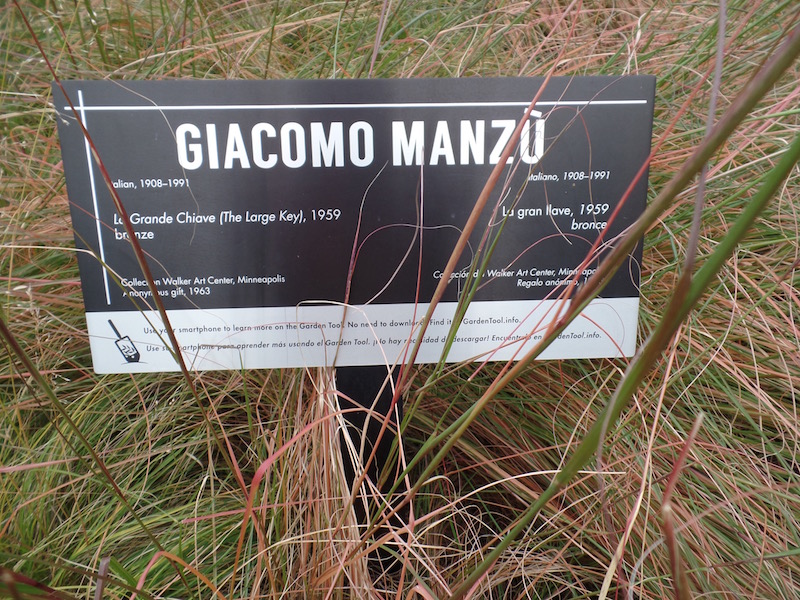 GIACOMO MANZÙ
Italian, 1908–1991
La Grande Chiave (The Large Key), 1959
bronze
Collection Walker Art Center, Minneapolis
Anonymous gift, 1963
Italiano, 1908–1991
La gran llave, 1959
bronce
Colección del Walker Art Center, Minneapolis
Regalo anónimo,
Use your smartphone to learn more on the Garden Tool. No need to download! Find it at GardenTool.info.
Use su smartphone para aprender más usando el Garden Tool. ¡No hay necesidad de descargar! Encuéntrelo en GardenTool.info.